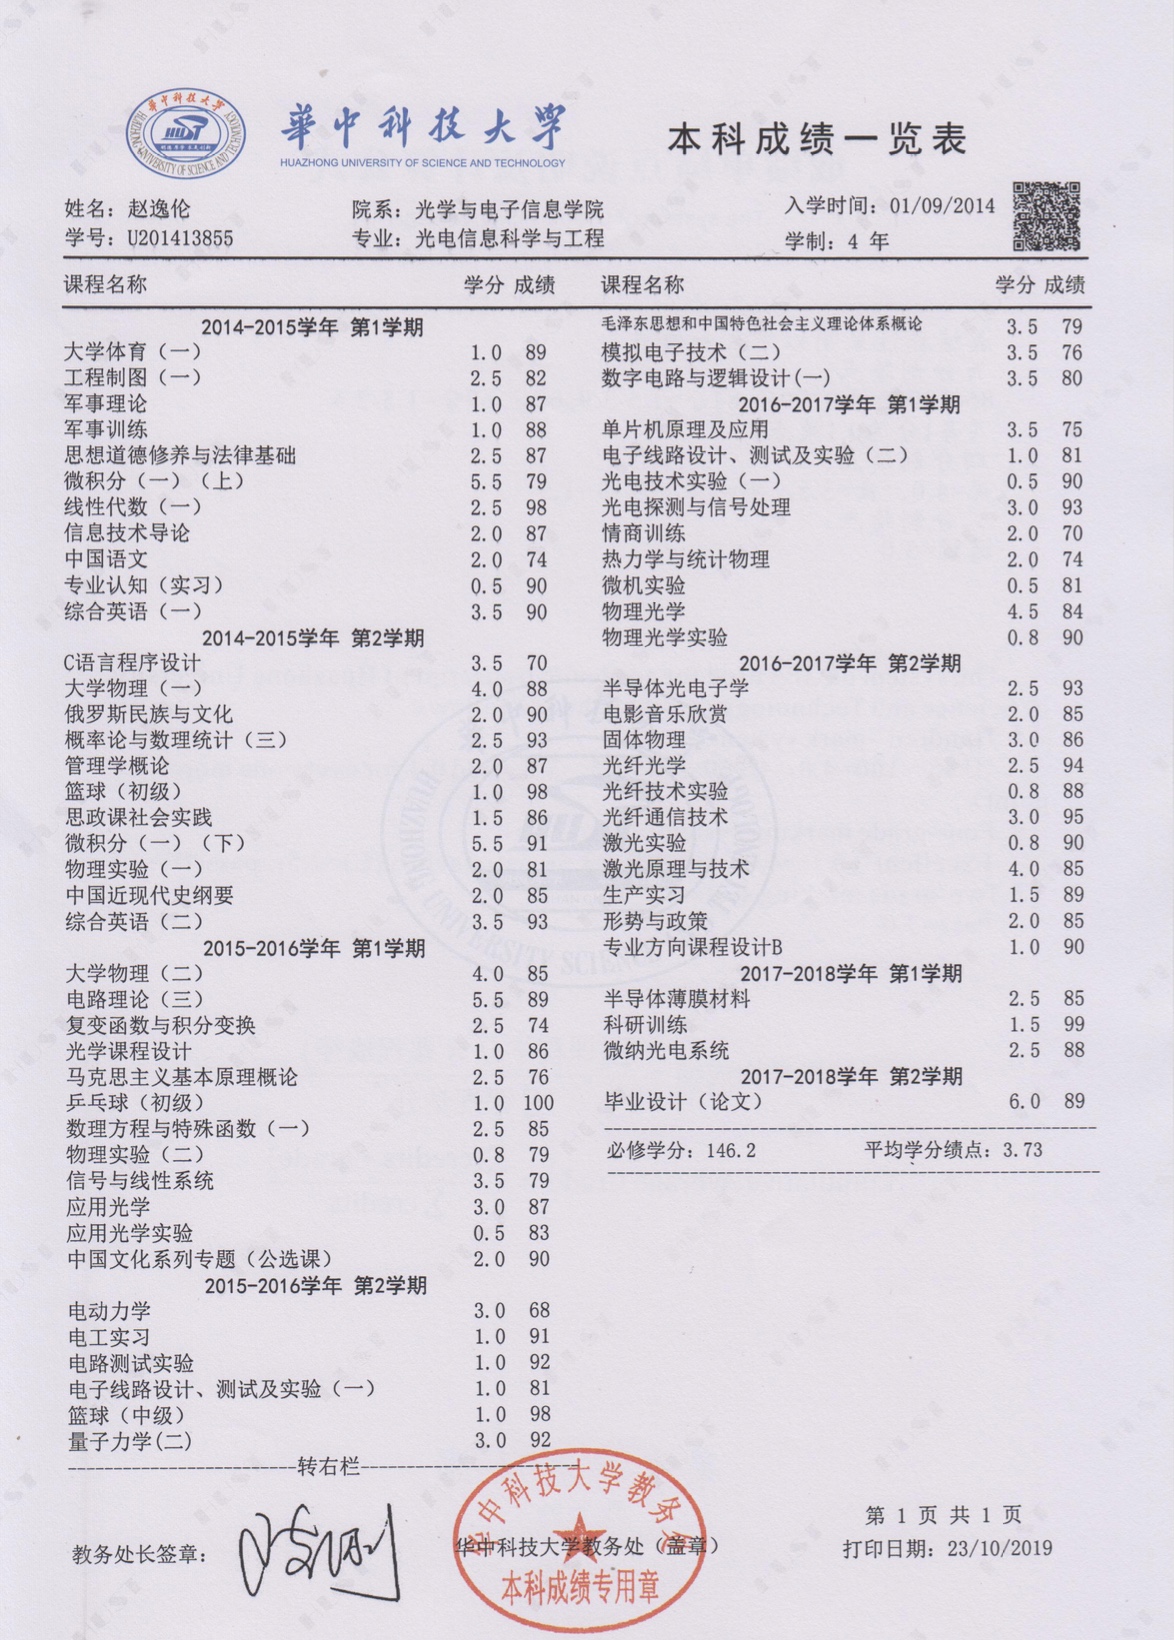 華中科技大学
HUAZHONG UNIVERSITY OF SCIENCE AND TECHNOLOGY
本科成绩一览表
姓名：赵逸伦 院系：光学与电子信息学院 入学时间：01/09/2014
学号：U201413855 专业：光电信息科学与工程 学制：4 年
课程名称 学分 成绩
2014-2015学年 第1学期
大学体育（一） 1.0 89
工程制图（一） 2.5 82
军事理论 1.0 87
军事训练 1.0 88
思想道德修养与法律基础 2.5 87
微积分（一）（上） 5.5 79
线性代数（一） 2.5 98
信息技术导论 2.0 87
中国语文 2.0 74
专业认知（实习） 0.5 90
综合英语（一） 3.5 90
2014-2015学年 第2学期
C语言程序设计 3.5 70
大学物理（一） 4.0 88
俄罗斯民族与文化 2.0 90
概率论与数理统计（三） 2.5 93
管理学概论 2.0 87
篮球（初级） 1.0 98
思政课社会实践 1.5 86
微积分（一）（下） 5.5 91
物理实验（一） 2.0 81
中国近现代史纲要 2.0 85
综合英语（二） 3.5 93
2015-2016学年 第1学期
大学物理（二） 4.0 85
电路理论（三） 5.5 89
复变函数与积分变换 2.5 74
光学课程设计 1.0 86
马克思主义基本原理概论 2.5 76
乒乓球（初级） 1.0 100
数理方程与特殊函数（一） 2.5 85
物理实验（二） 0.8 79
信号与线性系统 3.5 79
应用光学 3.0 87
应用光学实验 0.5 83
中国文化系列专题（公选课） 2.0 90
2015-2016学年 第2学期
电动力学 3.0 68
电工实习 1.0 91
电路测试实验 1.0 92
电子线路设计、测试及实验（一） 1.0 81
篮球（中级） 1.0 98
量子力学(二) 3.0 92
转右栏
课程名称 学分 成绩
毛泽东思想和中国特色社会主义理论体系概论 3.5 79
模拟电子技术（二） 3.5 76
数字电路与逻辑设计(一) 3.5 80
2016-2017学年 第1学期
单片机原理及应用 3.5 75
电子线路设计、测试及实验（二） 1.0 81
光电技术实验（一） 0.5 90
光电探测与信号处理 3.0 93
情商训练 2.0 70
热力学与统计物理 2.0 74
微机实验 0.5 81
物理光学 4.5 84
物理光学实验 0.8 90
2016-2017学年 第2学期
半导体光电子学 2.5 93
电影音乐欣赏 2.0 85
固体物理 3.0 86
光纤光学 2.5 94
光纤技术实验 0.8 88
光纤通信技术 3.0 95
激光实验 0.8 90
激光原理与技术 4.0 85
生产实习 1.5 89
形势与政策 2.0 85
专业方向课程设计B 1.0 90
2017-2018学年 第1学期
半导体薄膜材料 2.5 85
科研训练 1.5 99
微纳光电系统 2.5 88
2017-2018学年 第2学期
毕业设计（论文） 6.0 89
必修学分：146.2 平均学分绩点：3.73
教务处长签章：
华中科技大学教务处（盖章）
华中科技大学教务处
本科成绩专用章
第 1 页 共 1 页
打印日期：23/10/2019